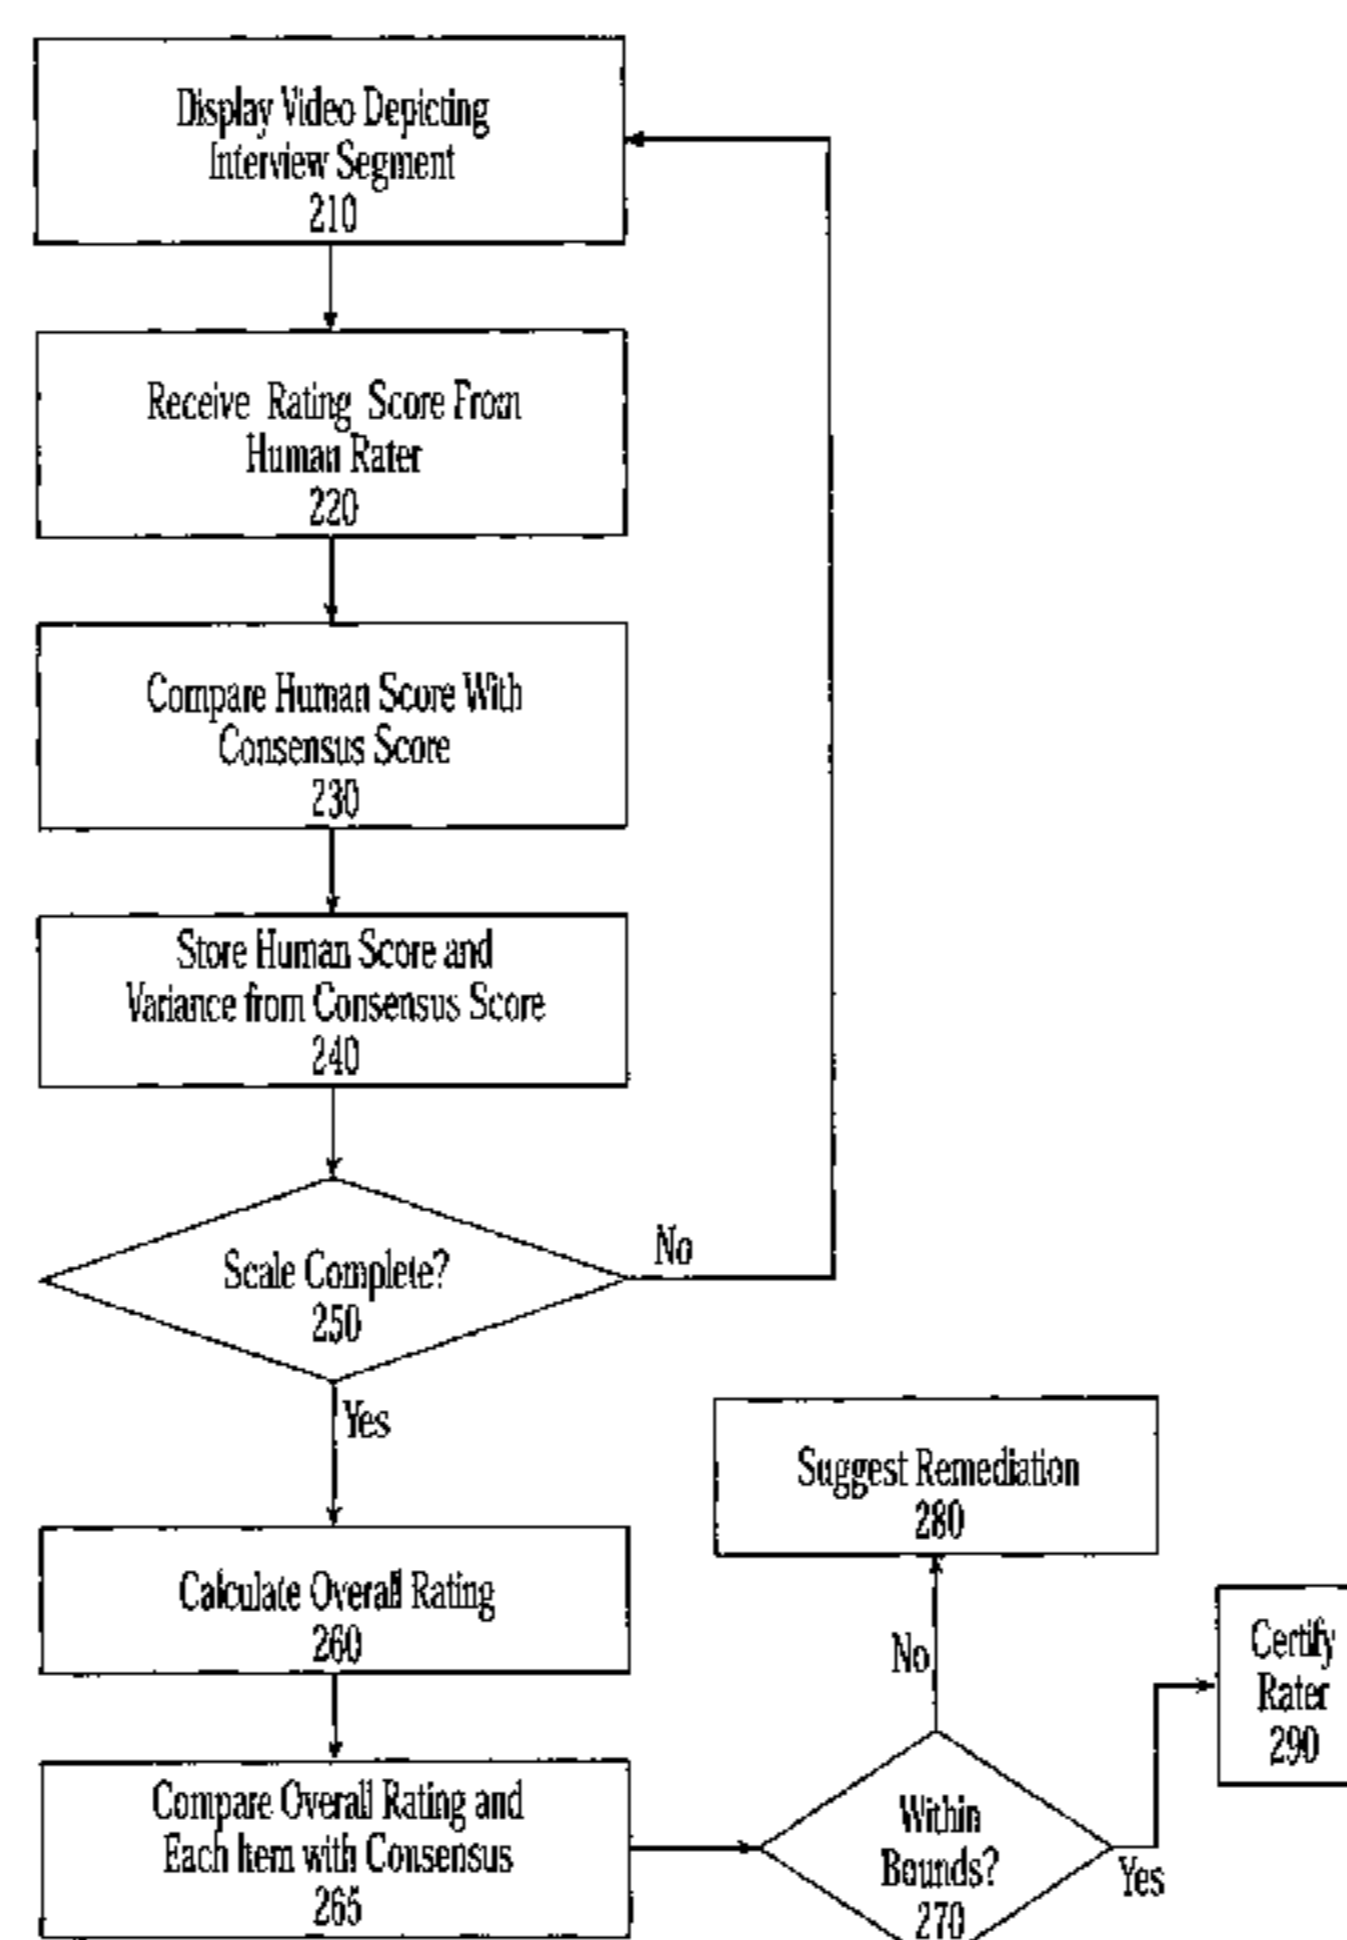 Display Video Depicting
Interview Segment
210
Receive Rating Score From
Human Rater
220
Compare Human Score With
Consensus Score
230
Store Human Score and
Variance from Consensus Score
240
Scale Complete?
250
No
Yes
Calculate Overall Rating
260
Compare Overall Rating and
Each Item with Consensus
265
Within
Bounds?
270
No
Suggest Remediation
280
Yes
Certify
Rater
290